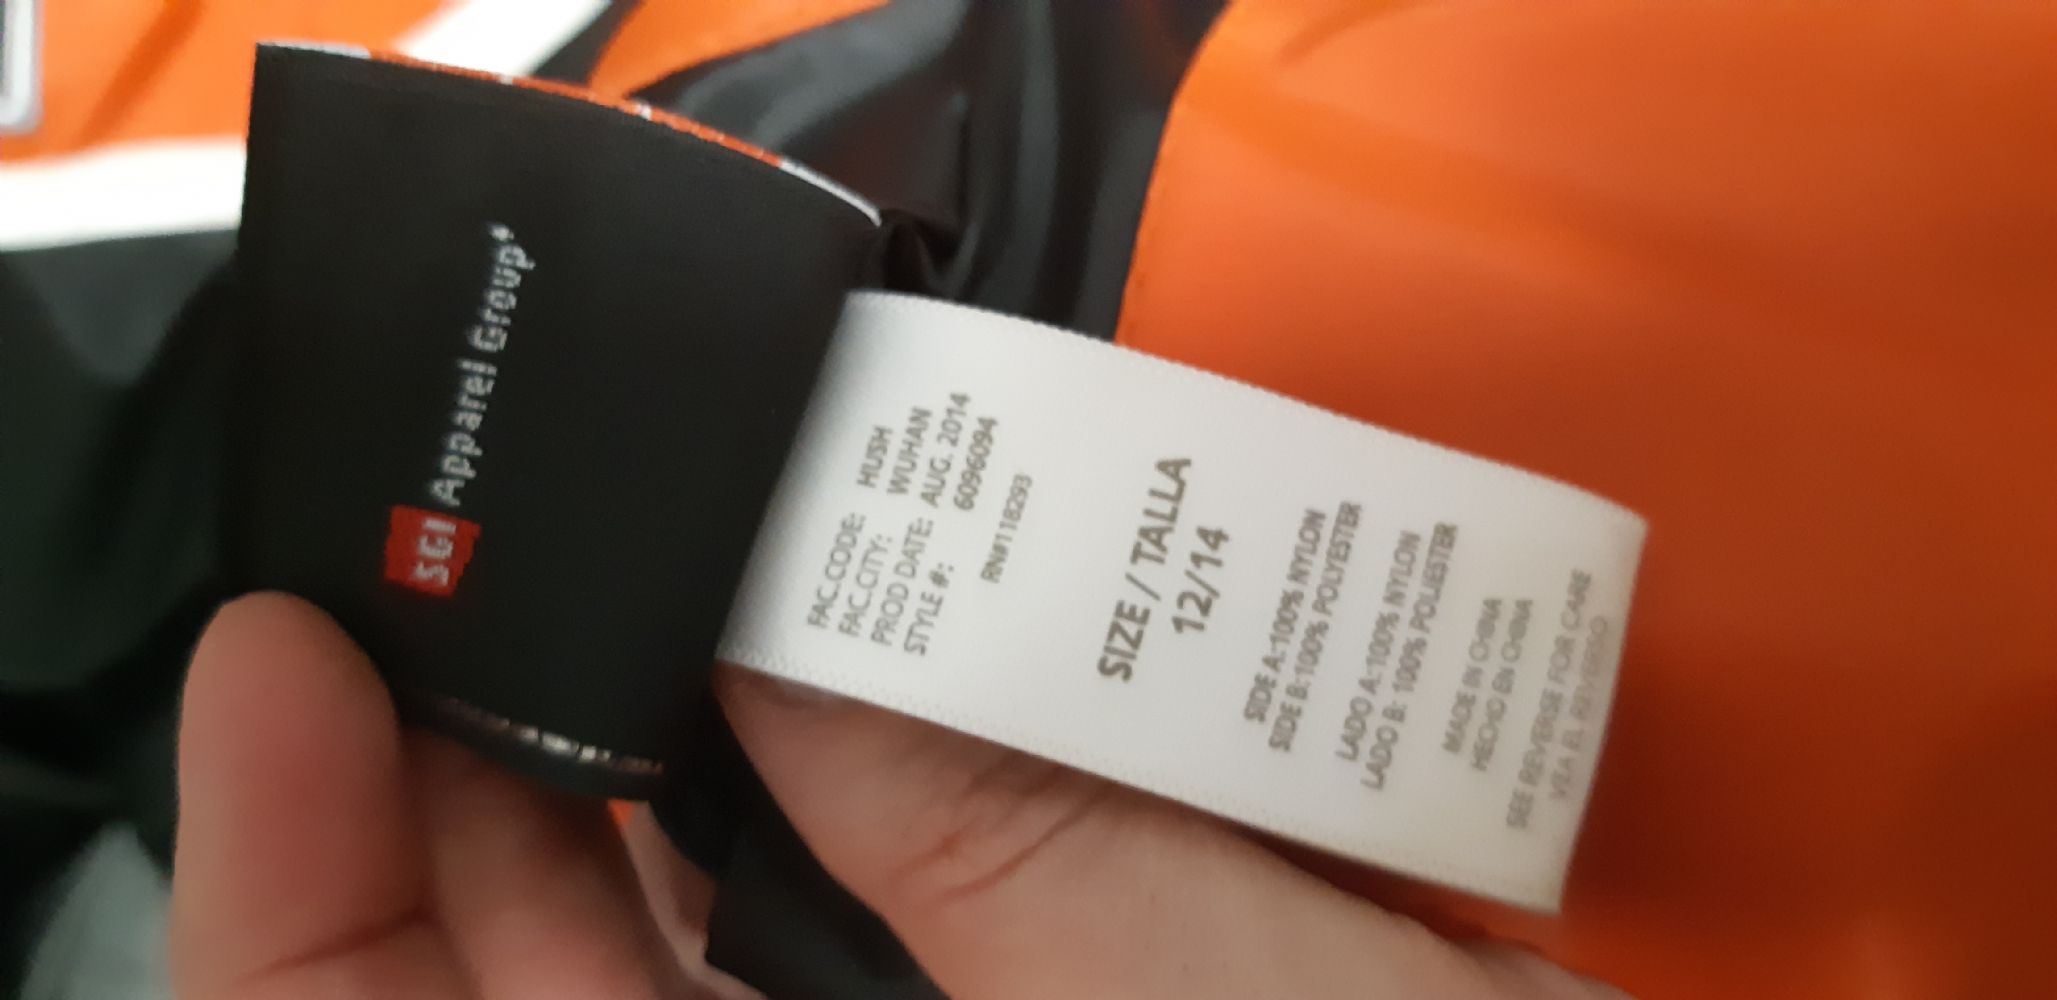 SGI Apparel Group
FAC.CODE: HUSH
FAC.CITY: WUHAN
PROD DATE: AUG. 2014
STYLE #: 6096094
RN#118293
SIZE / TALLA
12/14
SIDE A:100% NYLON
SIDE B:100% POLYESTER
LADO A:100% NYLON
LADO B: 100% POLIESTER
MADE IN CHINA
HECHO EN CHINA
SEE REVERSE FOR CARE
VEA EL REVERSO